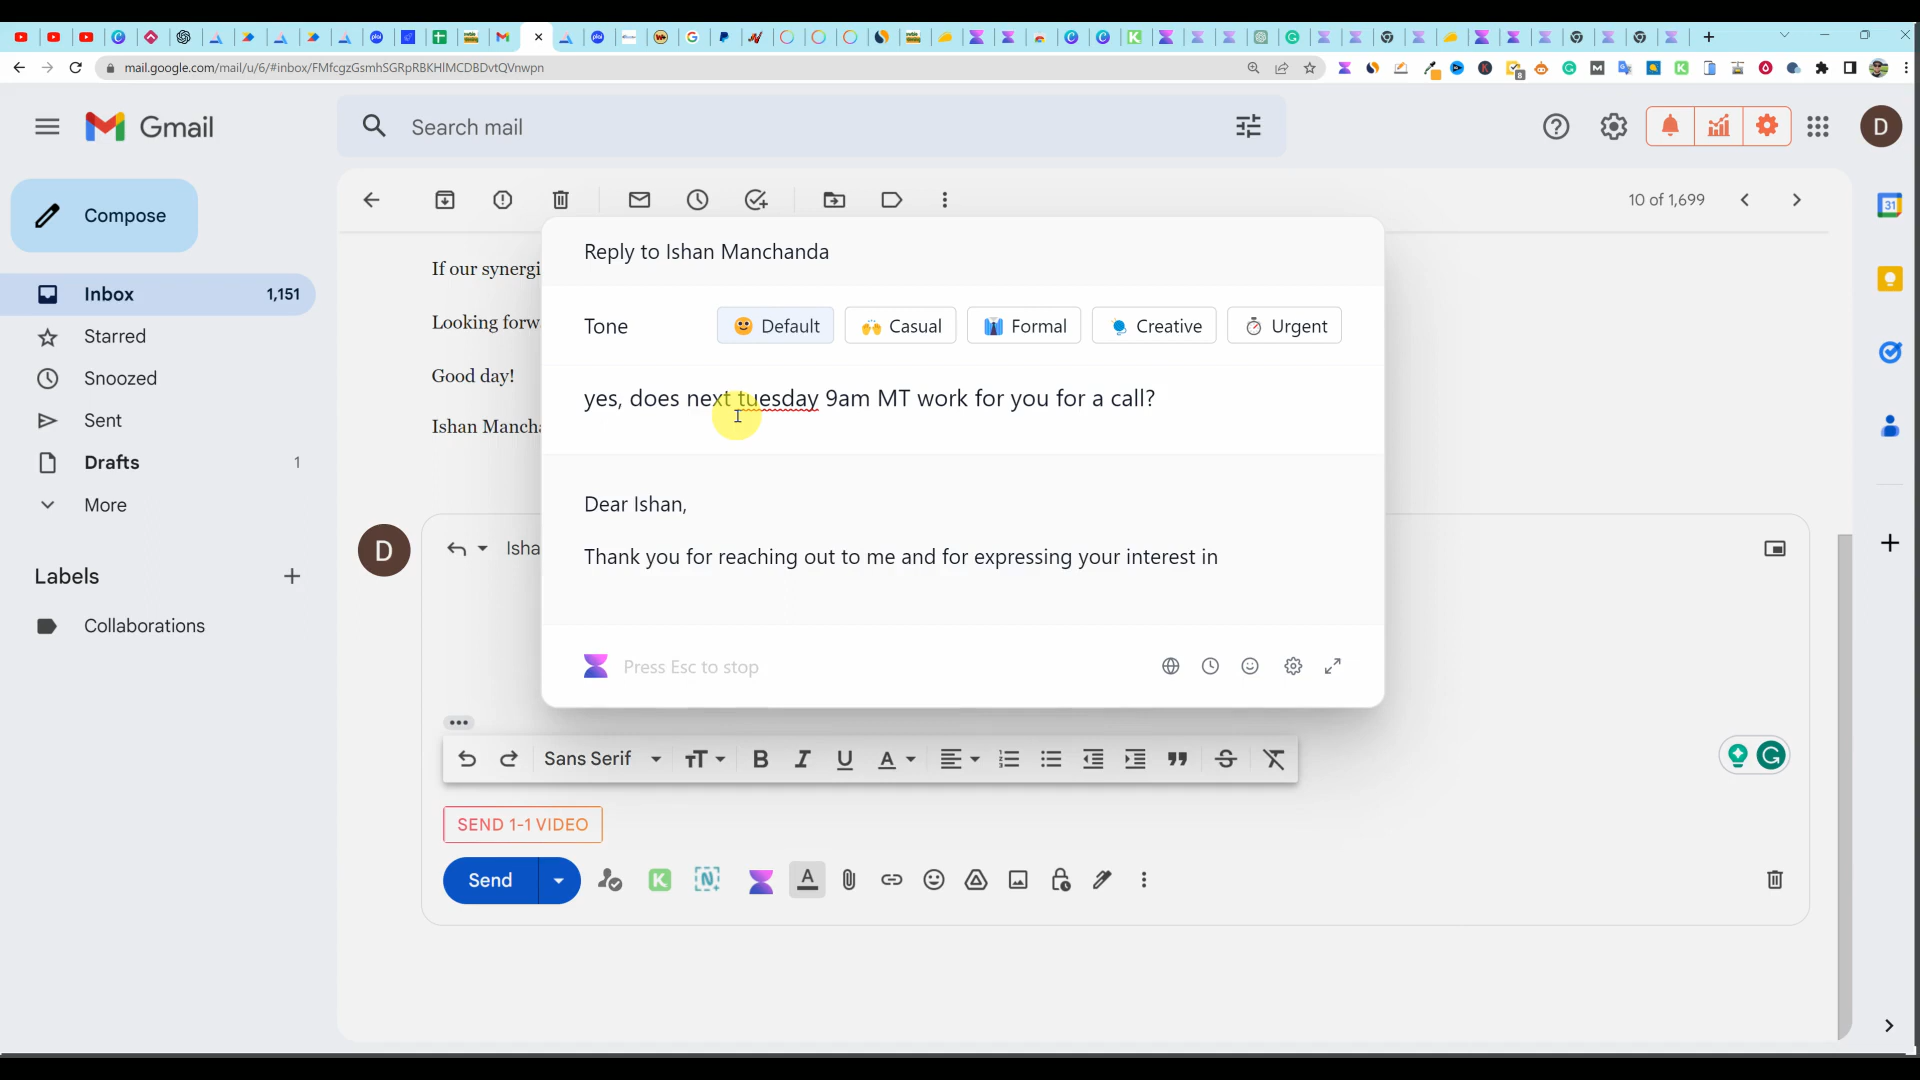 mail.google.com/mail/u/6/#inbox/FMfcgzGsmhSGRpRBKHlMCDBDvtQVnwpn
Gmail
Search mail
D
Compose
10 of 1,699
Inbox 1,151
Starred
Snoozed
Sent
Drafts 1
More
Labels
Collaborations
If our synergi
Looking forw
Good day!
Ishan Mancha
Reply to Ishan Manchanda
Tone
Default
Casual
Formal
Creative
Urgent
yes, does next tuesday 9am MT work for you for a call?
Dear Ishan,
Thank you for reaching out to me and for expressing your interest in
Press Esc to stop
D
Isha
Sans Serif
SEND 1-1 VIDEO
Send
31